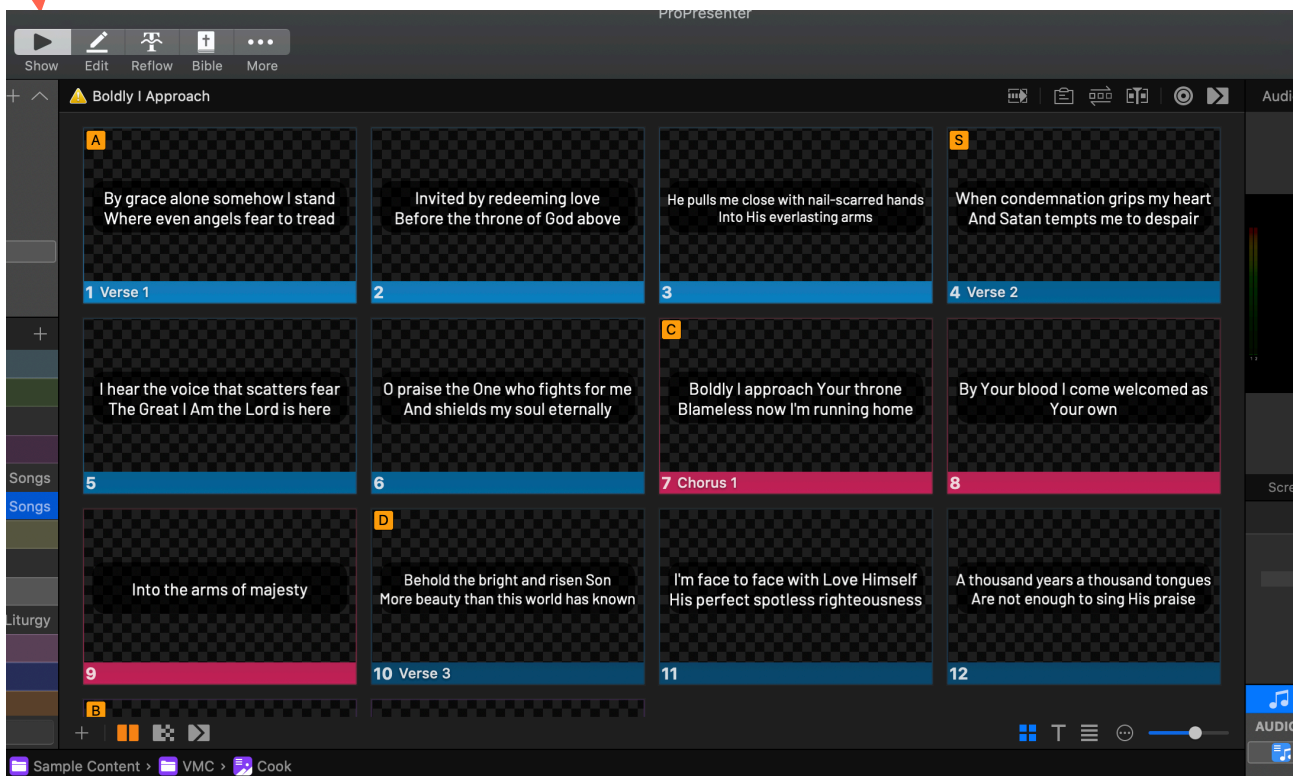 ProPresenter
Show Edit Reflow Bible More
Boldly I Approach
Audi
A
By grace alone somehow I stand
Where even angels fear to tread
1 Verse 1
Invited by redeeming love
Before the throne of God above
2
He pulls me close with nail-scarred hands
Into His everlasting arms
3
S
When condemnation grips my heart
And Satan tempts me to despair
4 Verse 2
I hear the voice that scatters fear
The Great I Am the Lord is here
5
O praise the One who fights for me
And shields my soul eternally
6
C
Boldly I approach Your throne
Blameless now I'm running home
7 Chorus 1
By Your blood I come welcomed as
Your own
8
Songs
Songs
Scre
Into the arms of majesty
9
D
Behold the bright and risen Son
More beauty than this world has known
10 Verse 3
I'm face to face with Love Himself
His perfect spotless righteousness
11
A thousand years a thousand tongues
Are not enough to sing His praise
12
Liturgy
B
T
AUDIO
Sample Content › VMC › Cook